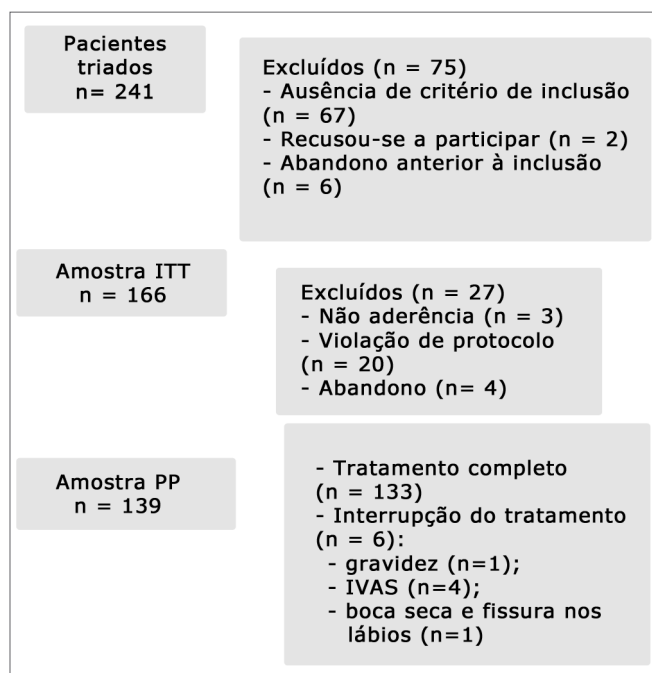 Pacientes
triados
n= 241
Excluídos (n = 75)
- Ausência de critério de inclusão
(n = 67)
- Recusou-se a participar (n = 2)
- Abandono anterior à inclusão
(n = 6)
Amostra ITT
n = 166
Excluídos (n = 27)
- Não aderência (n = 3)
- Violação de protocolo
(n = 20)
- Abandono (n= 4)
Amostra PP
n = 139
- Tratamento completo
(n = 133)
- Interrupção do tratamento
(n = 6):
- gravidez (n=1);
- IVAS (n=4);
- boca seca e fissura nos
lábios (n=1)